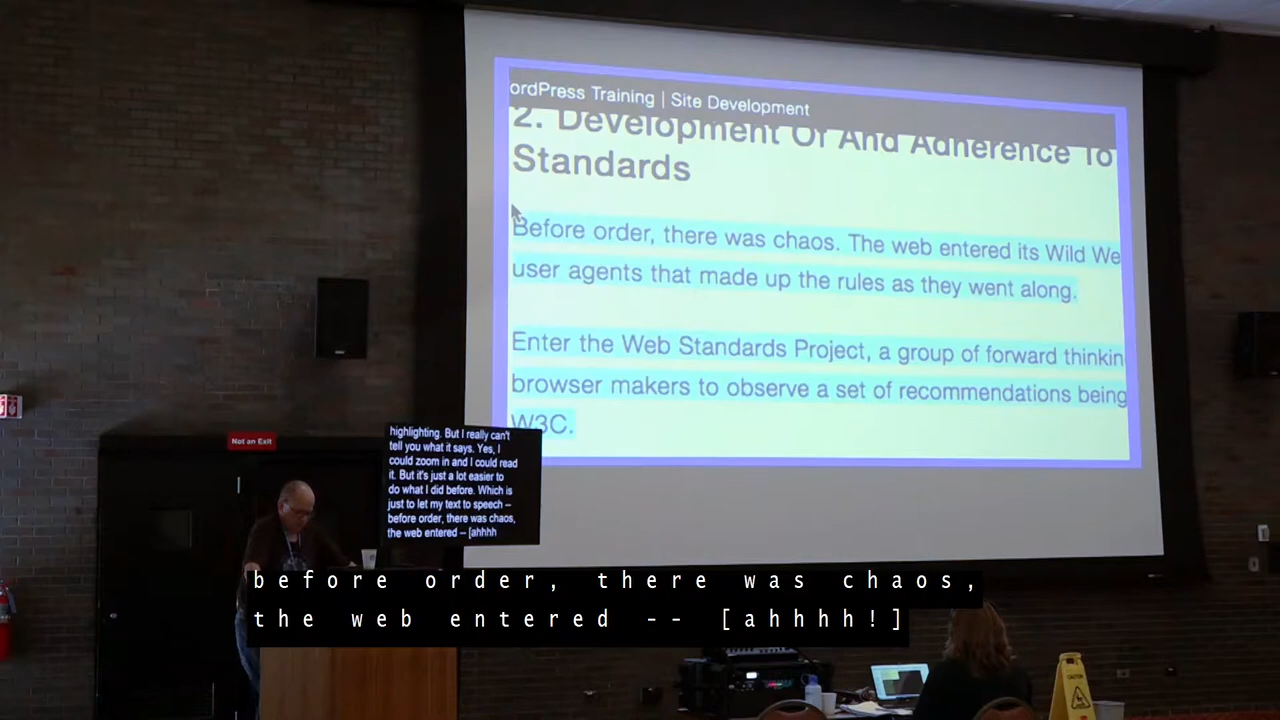 ordPress Training | Site Development
2. Development Of And Adherence To
Standards
Before order, there was chaos. The web entered its Wild We
user agents that made up the rules as they went along.
Enter the Web Standards Project, a group of forward thinkin
browser makers to observe a set of recommendations being
W3C.
Not an Exit
highlighting. But I really can't
tell you what it says. Yes, I
could zoom in and I could read
it. But it's just a lot easier to
do what I did before. Which is
just to let my text to speech --
before order, there was chaos,
the web entered -- [ahhhh
before order, there was chaos,
the web entered -- [ahhhh!]
CAUTION